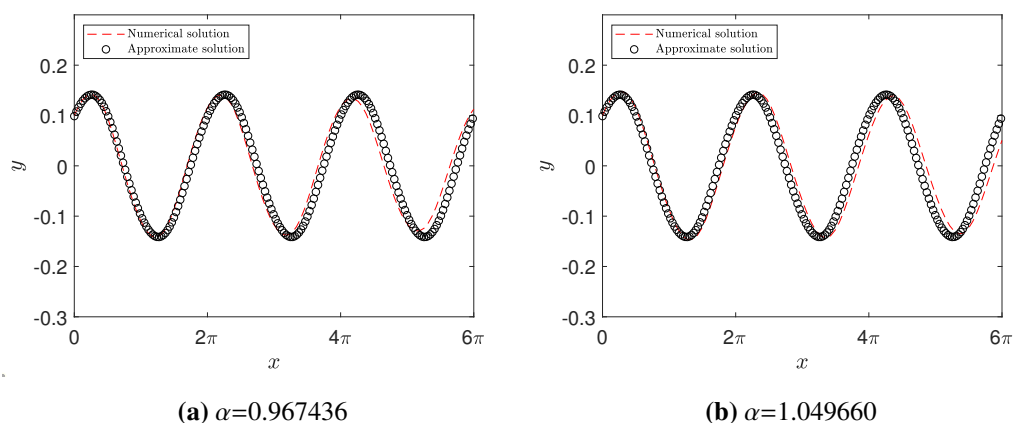 Numerical solution
Approximate solution
0.2
0.1
0
-0.1
-0.2
-0.3
y
0
2π
4π
6π
x
(a) α=0.967436
Numerical solution
Approximate solution
0.2
0.1
0
-0.1
-0.2
-0.3
y
0
2π
4π
6π
x
(b) α=1.049660